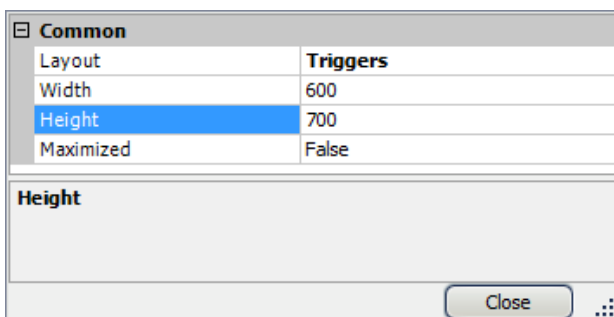 Common
Layout Triggers
Width 600
Height 700
Maximized False
Height
Close